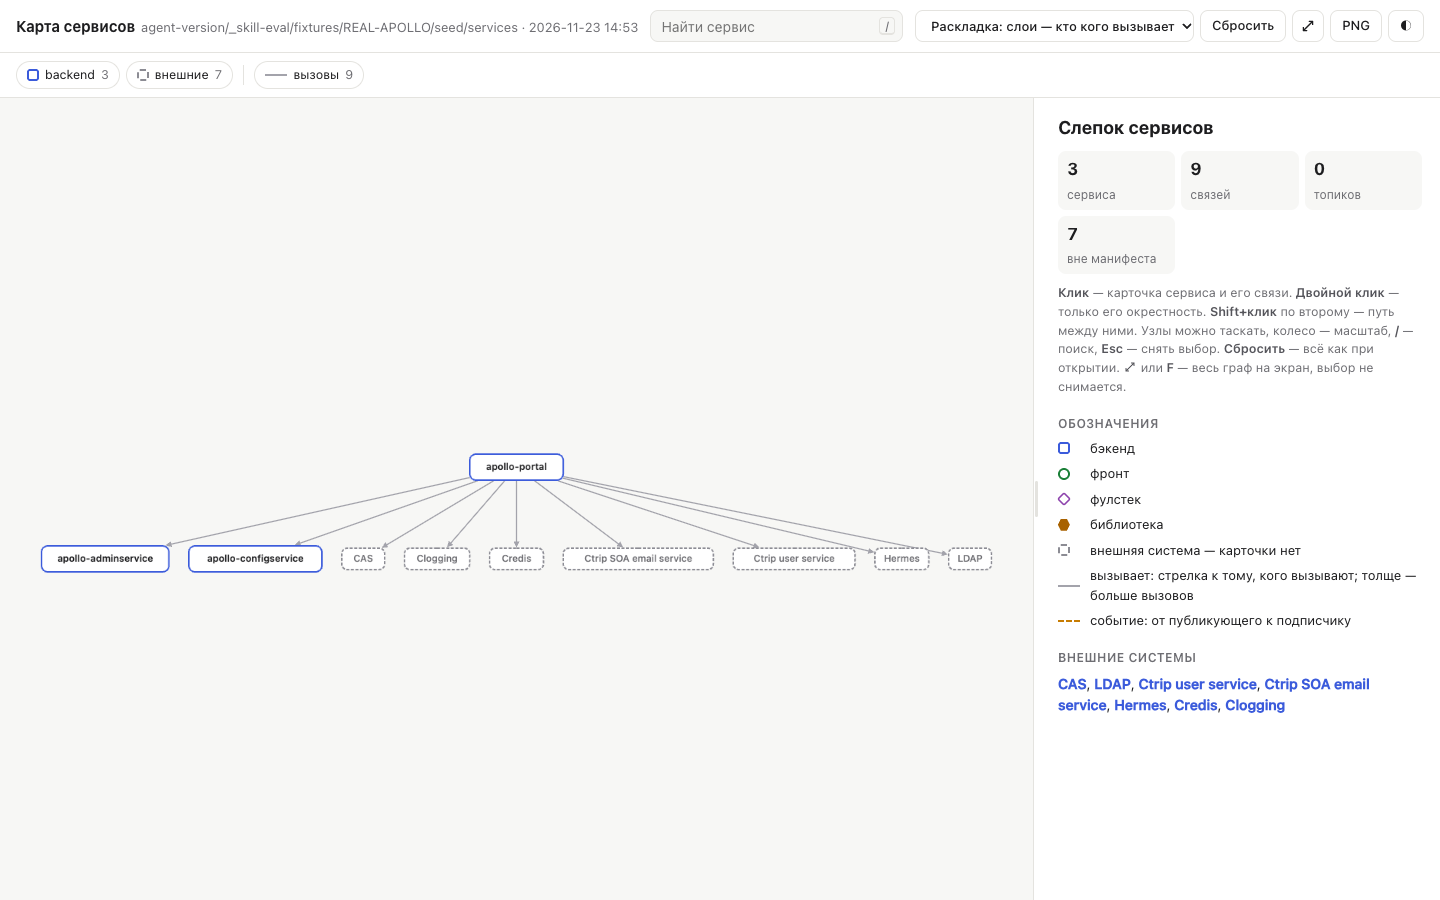 Карта сервисов agent-version/_skill-eval/fixtures/REAL-APOLLO/seed/services · 2026-11-23 14:53 Найти сервис / Раскладка: слои — кто кого вызывает Сбросить PNG
backend 3 внешние 7 вызовы 9
apollo-portal
apollo-adminservice apollo-configservice CAS Clogging Credis Ctrip SOA email service Ctrip user service Hermes LDAP
Слепок сервисов
3 9 0
сервиса связей топиков
7
вне манифеста
Клик — карточка сервиса и его связи. Двойной клик —
только его окрестность. Shift+клик по второму — путь
между ними. Узлы можно таскать, колесо — масштаб, / —
поиск, Esc — снять выбор. Сбросить — всё как при
открытии. ⤢ или F — весь граф на экран, выбор не
снимается.
ОБОЗНАЧЕНИЯ
бэкенд
фронт
фулстек
библиотека
внешняя система — карточки нет
вызывает: стрелка к тому, кого вызывают; толще —
больше вызовов
событие: от публикующего к подписчику
ВНЕШНИЕ СИСТЕМЫ
CAS, LDAP, Ctrip user service, Ctrip SOA email
service, Hermes, Credis, Clogging